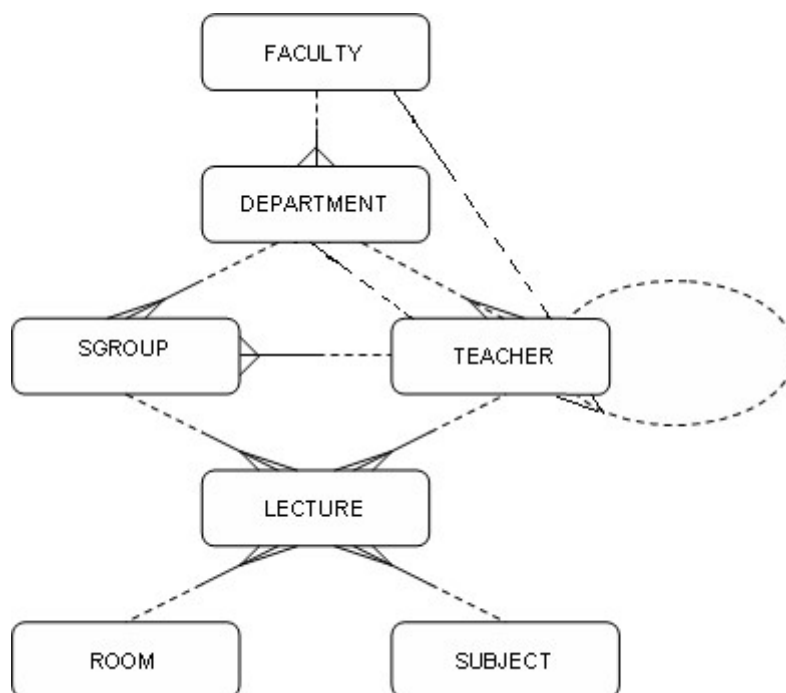 FACULTY
DEPARTMENT
SGROUP
TEACHER
LECTURE
ROOM
SUBJECT